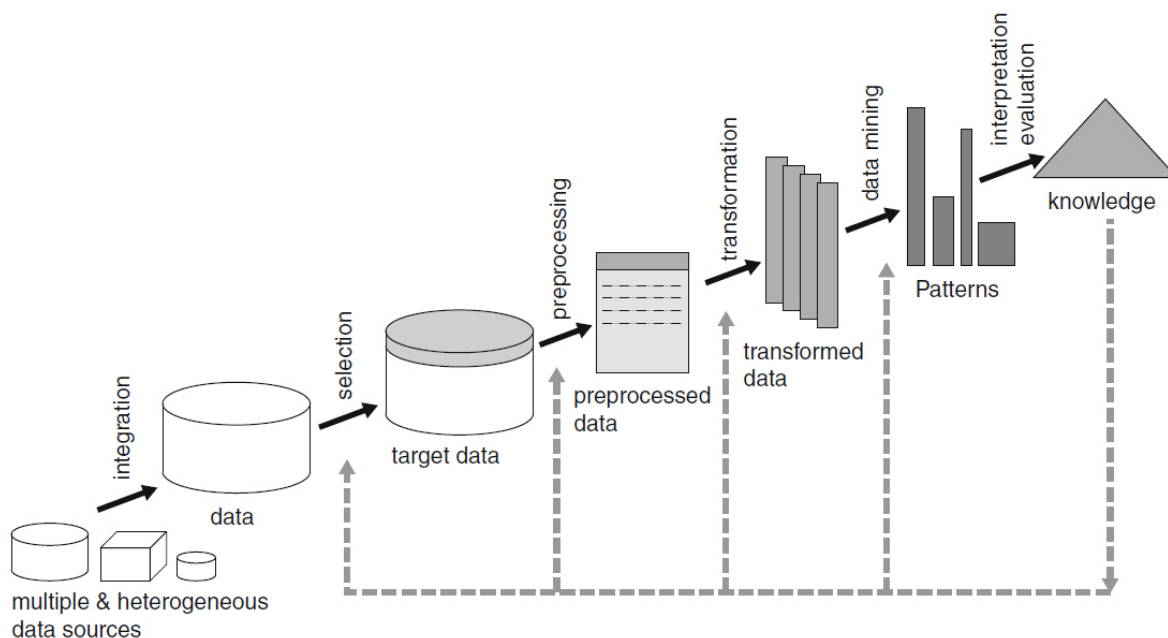 multiple & heterogeneous
data sources
integration
data
selection
target data
preprocessing
preprocessed
data
transformation
transformed
data
data mining
Patterns
interpretation
evaluation
knowledge